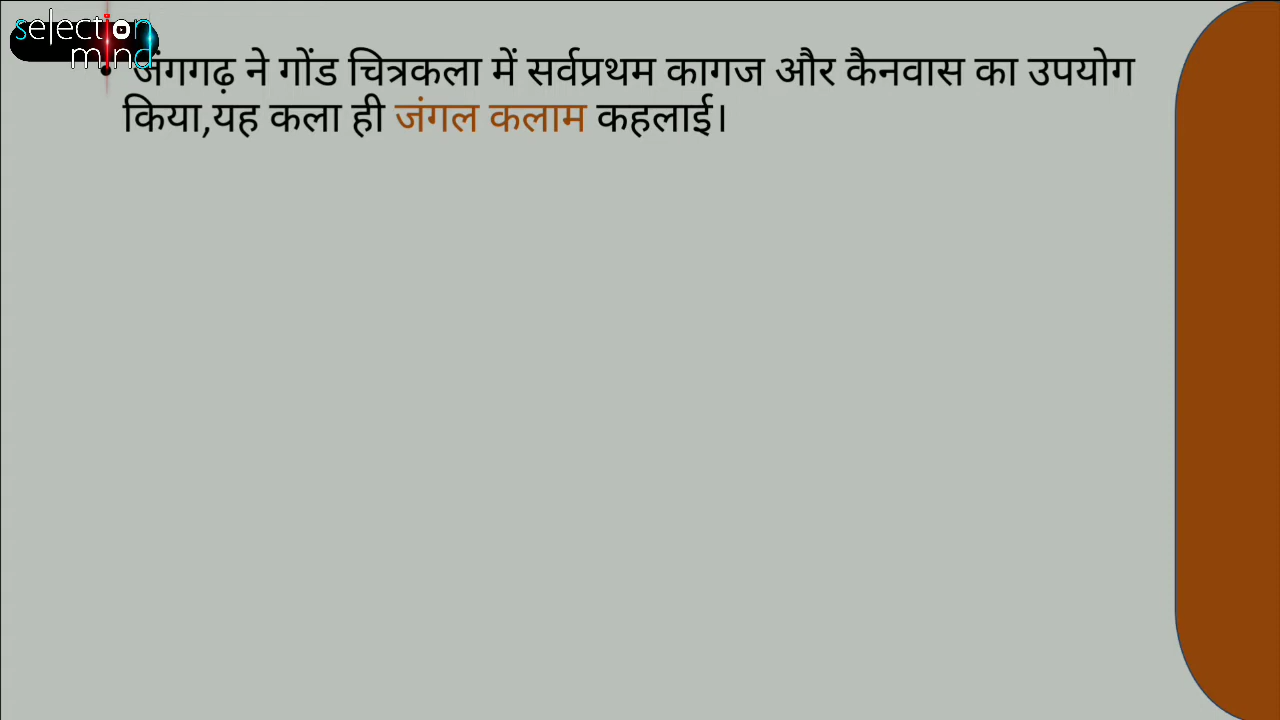 selection
mind
• जंगगढ़ ने गोंड चित्रकला में सर्वप्रथम कागज और कैनवास का उपयोग
किया,यह कला ही जंगल कलाम कहलाई।